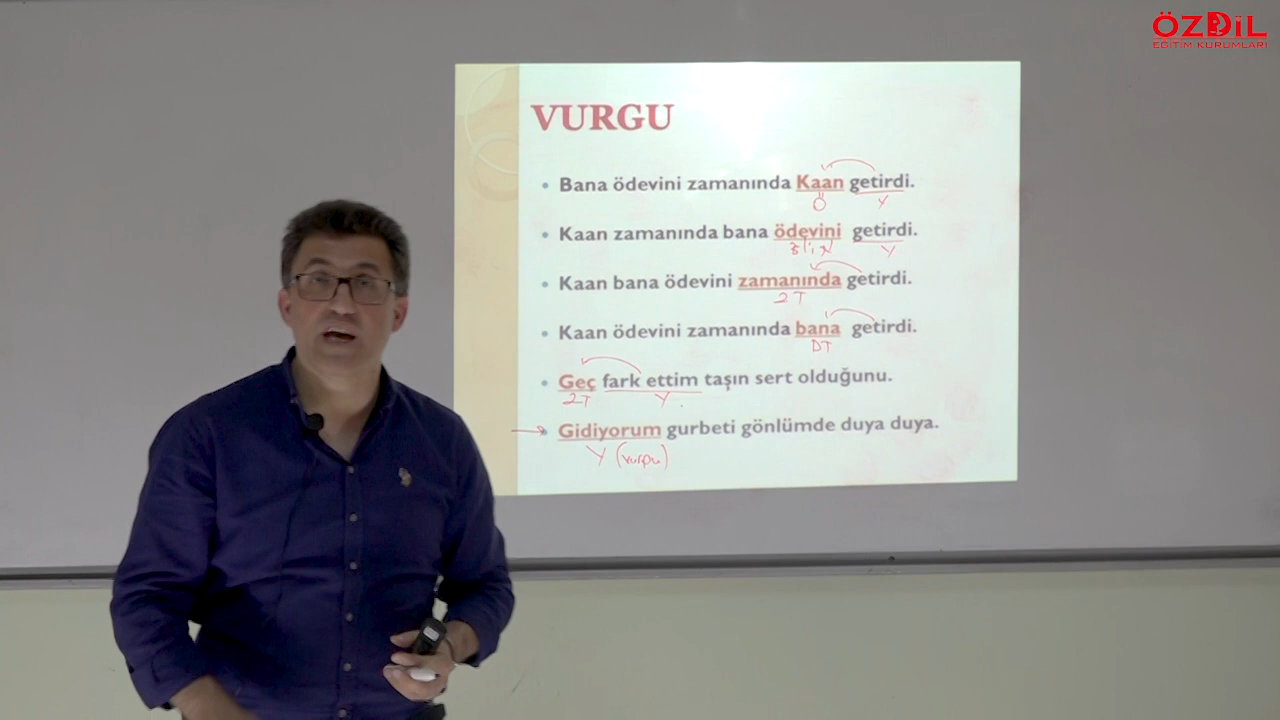 ÖZDİL
EĞİTİM KURUMLARI
VURGU
• Bana ödevini zamanında Kaan getirdi.
Ö Y
• Kaan zamanında bana ödevini getirdi.
Y
• Kaan bana ödevini zamanında getirdi.
2T
• Kaan ödevini zamanında bana getirdi.
DT
• Geç fark ettim taşın sert olduğunu.
2T Y
• Gidiyorum gurbeti gönlümde duya duya.
Y (vurgu)